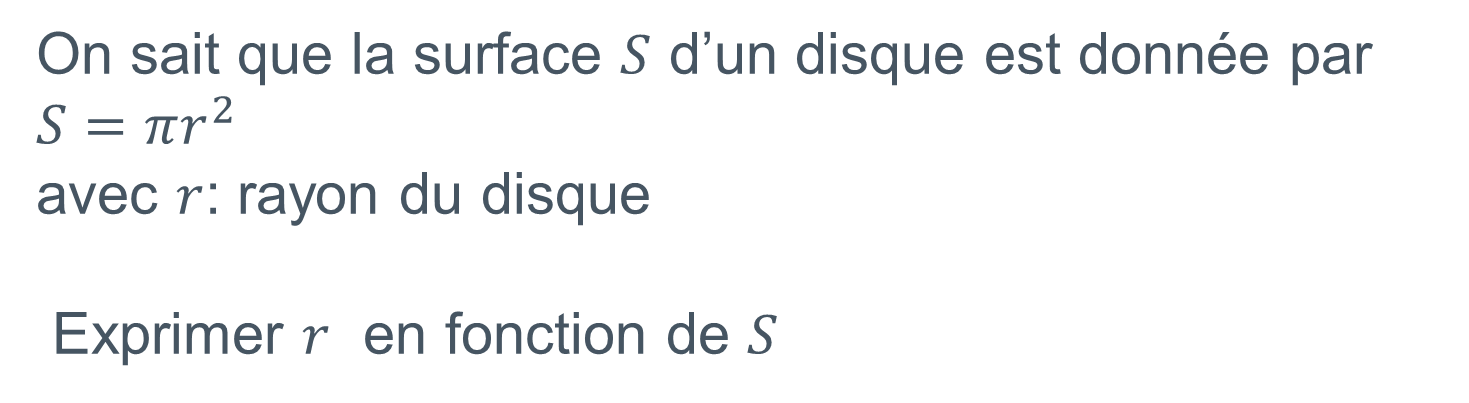 On sait que la surface S d’un disque est donnée par
S = πr²
avec r: rayon du disque
Exprimer r en fonction de S